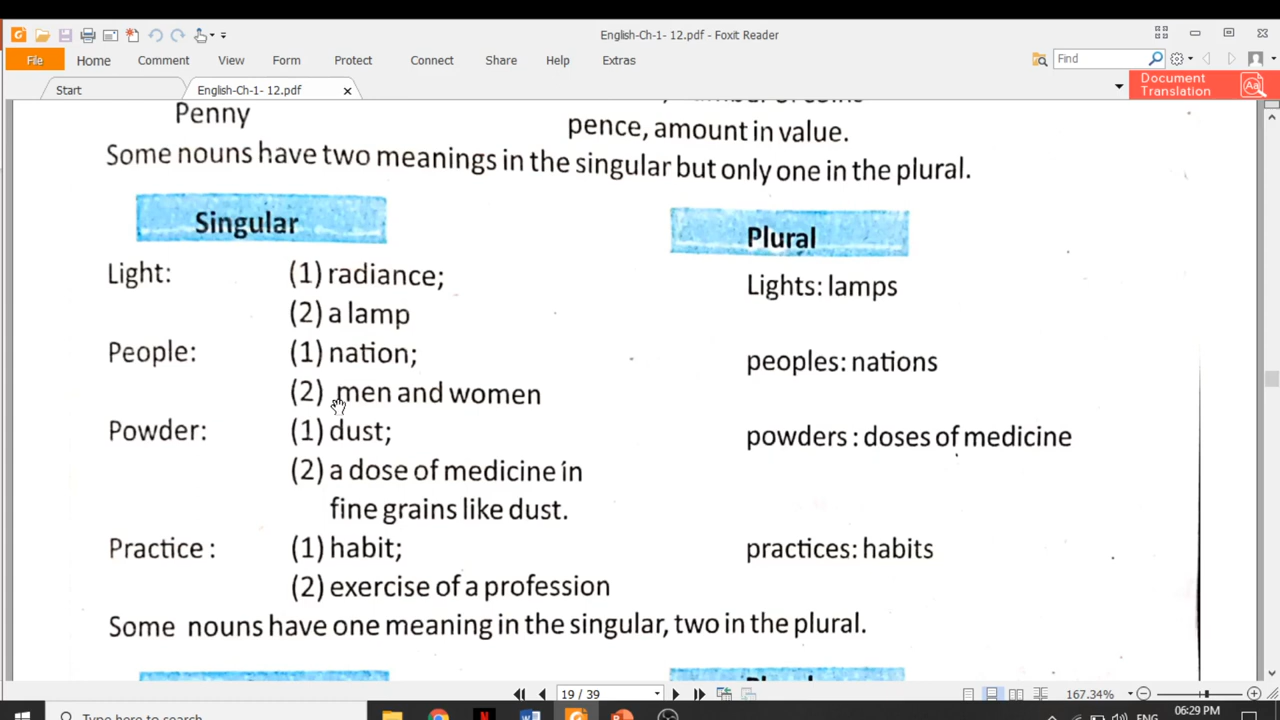 English-Ch-1- 12.pdf - Foxit Reader
File Home Comment View Form Protect Connect Share Help Extras
Find
Start
English-Ch-1- 12.pdf
Document
Translation
Penny
pence, amount in value.
Some nouns have two meanings in the singular but only one in the plural.
Singular Plural
Light: (1) radiance; Lights: lamps
(2) a lamp
People: (1) nation; peoples: nations
(2) men and women
Powder: (1) dust; powders : doses of medicine
(2) a dose of medicine in
fine grains like dust.
Practice : (1) habit; practices: habits
(2) exercise of a profession
Some nouns have one meaning in the singular, two in the plural.
19 / 39
167.34%
Type here to search
ENG
06:29 PM